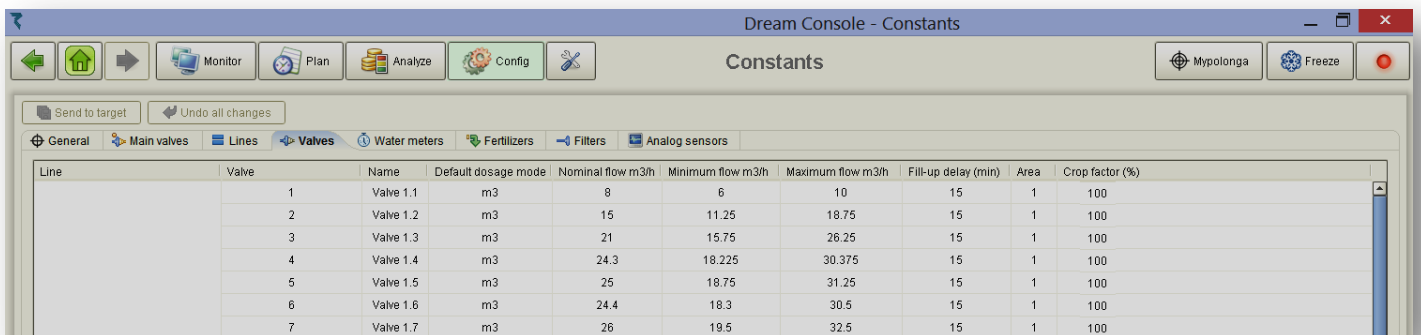 Dream Console - Constants
Monitor Plan Analyze Config Constants Mypolonga Freeze
Send to target Undo all changes
General Main valves Lines Valves Water meters Fertilizers Filters Analog sensors
Line Valve Name Default dosage mode Nominal flow m3/h Minimum flow m3/h Maximum flow m3/h Fill-up delay (min) Area Crop factor (%)
1 Valve 1.1 m3 8 6 10 15 1 100
2 Valve 1.2 m3 15 11.25 18.75 15 1 100
3 Valve 1.3 m3 21 15.75 26.25 15 1 100
4 Valve 1.4 m3 24.3 18.225 30.375 15 1 100
5 Valve 1.5 m3 25 18.75 31.25 15 1 100
6 Valve 1.6 m3 24.4 18.3 30.5 15 1 100
7 Valve 1.7 m3 26 19.5 32.5 15 1 100